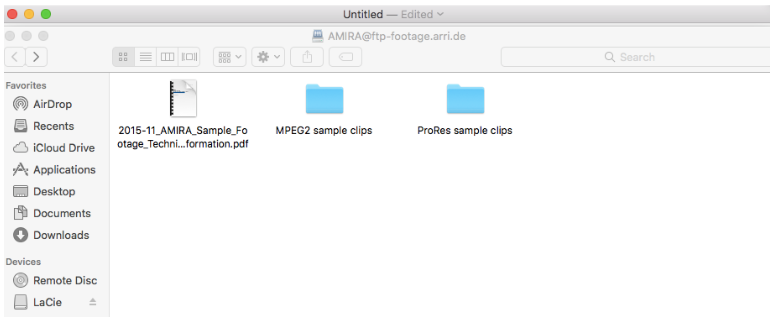 Untitled — Edited
AMIRA@ftp-footage.arri.de
Search
Favorites
AirDrop
Recents
iCloud Drive
Applications
Desktop
Documents
Downloads
Devices
Remote Disc
LaCie
2015-11_AMIRA_Sample_Fo
otage_Techni...formation.pdf
MPEG2 sample clips
ProRes sample clips